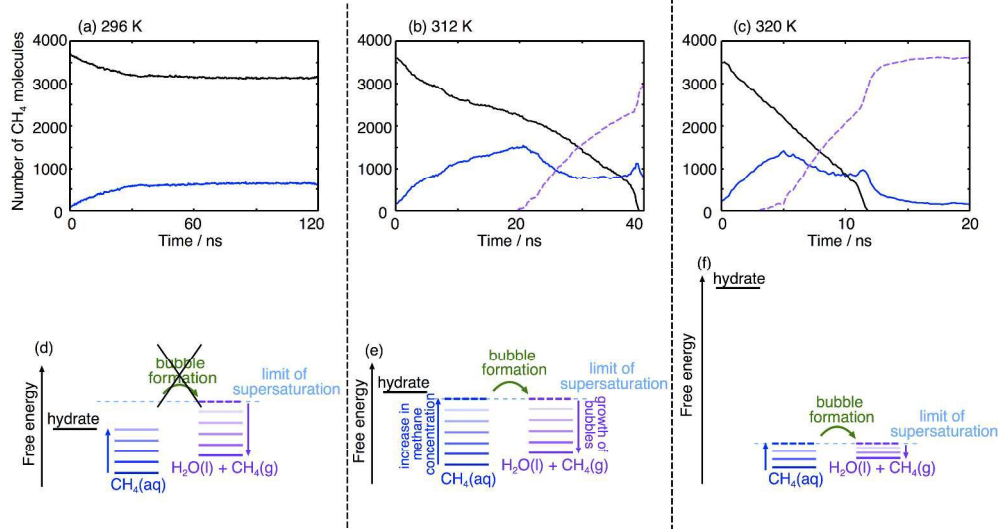 (a) 296 K
Number of CH₄ molecules
4000
3000
2000
1000
0
0
60
120
Time / ns
(b) 312 K
4000
3000
2000
1000
0
0
20
40
Time / ns
(c) 320 K
4000
3000
2000
1000
0
0
10
20
Time / ns
(d)
Free energy
hydrate
bubble
formation
limit of
supersaturation
CH₄(aq)
H₂O(l) + CH₄(g)
(e)
Free energy
hydrate
bubble
formation
limit of
supersaturation
increase in
methane
concentration
growth of
bubbles
CH₄(aq)
H₂O(l) + CH₄(g)
(f)
Free energy
hydrate
bubble
formation
limit of
supersaturation
CH₄(aq)
H₂O(l) + CH₄(g)